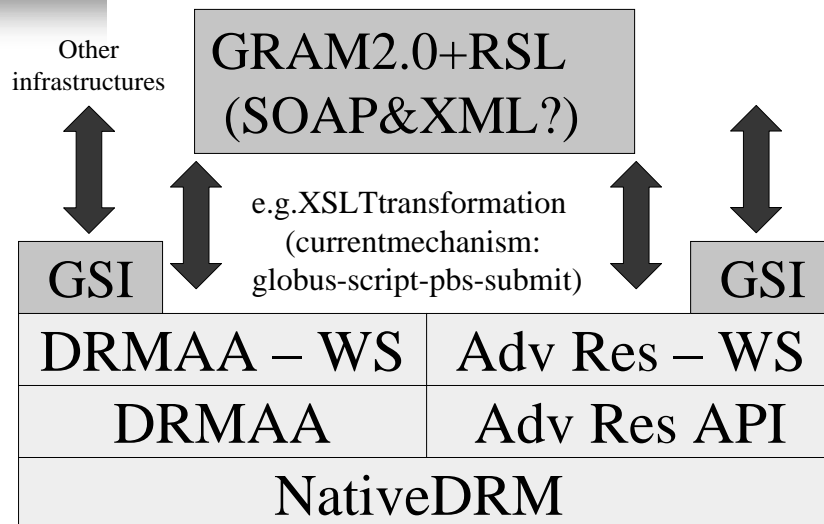 Other
infrastructures
GRAM2.0+RSL
(SOAP&XML?)
e.g.XSLTtransformation
(currentmechanism:
globus-script-pbs-submit)
GSI
GSI
DRMAA – WS
Adv Res – WS
DRMAA
Adv Res API
NativeDRM